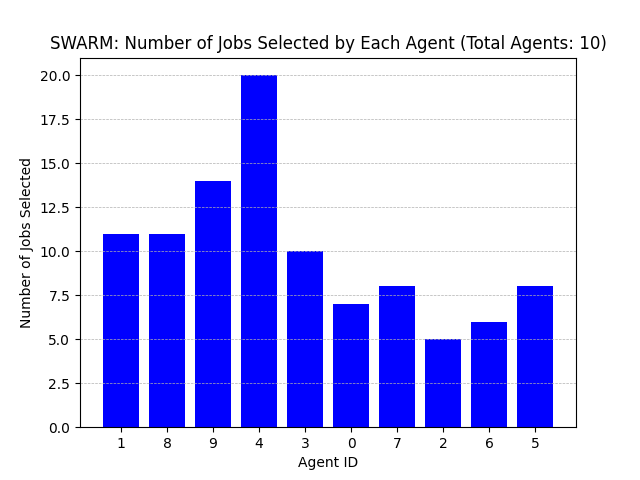 SWARM: Number of Jobs Selected by Each Agent (Total Agents: 10)
20.0
17.5
15.0
12.5
10.0
7.5
5.0
2.5
0.0
Number of Jobs Selected
1 8 9 4 3 0 7 2 6 5
Agent ID